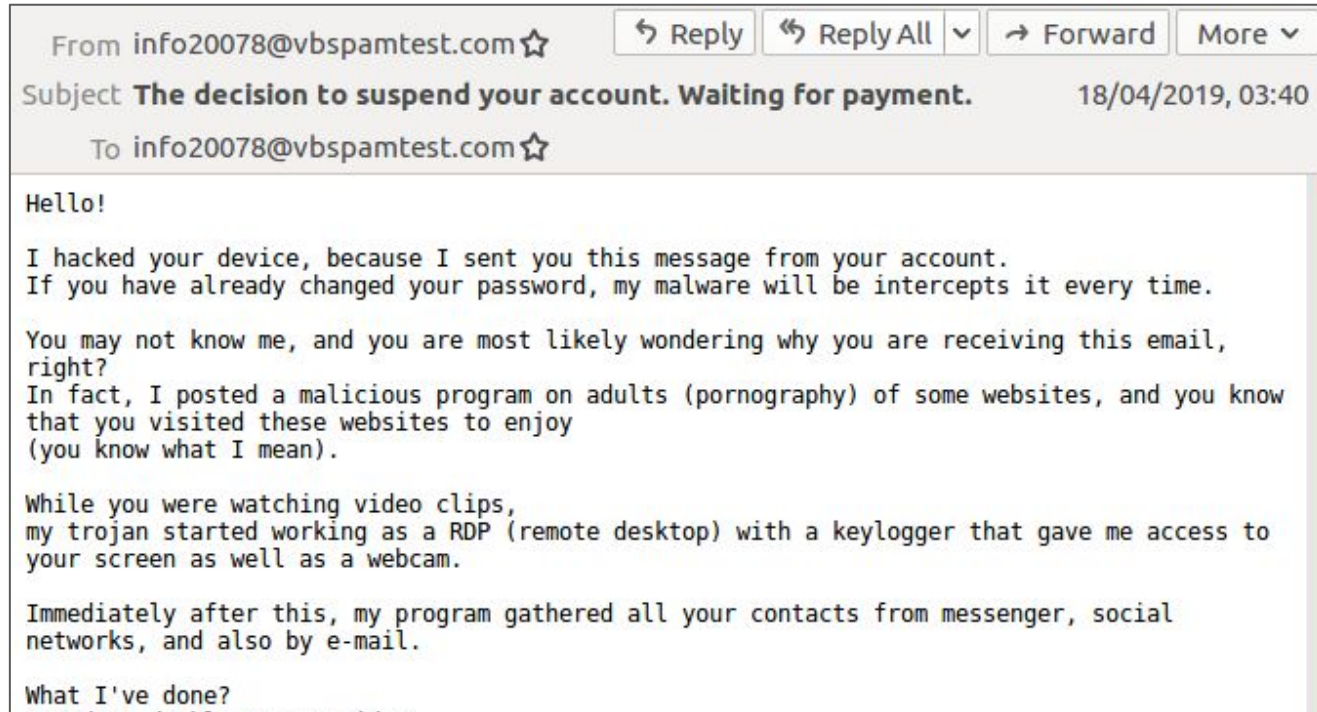 From info20078@vbspamtest.com Reply Reply All Forward More
Subject The decision to suspend your account. Waiting for payment. 18/04/2019, 03:40
To info20078@vbspamtest.com
Hello!
I hacked your device, because I sent you this message from your account.
If you have already changed your password, my malware will be intercepts it every time.
You may not know me, and you are most likely wondering why you are receiving this email,
right?
In fact, I posted a malicious program on adults (pornography) of some websites, and you know
that you visited these websites to enjoy
(you know what I mean).
While you were watching video clips,
my trojan started working as a RDP (remote desktop) with a keylogger that gave me access to
your screen as well as a webcam.
Immediately after this, my program gathered all your contacts from messenger, social
networks, and also by e-mail.
What I've done?